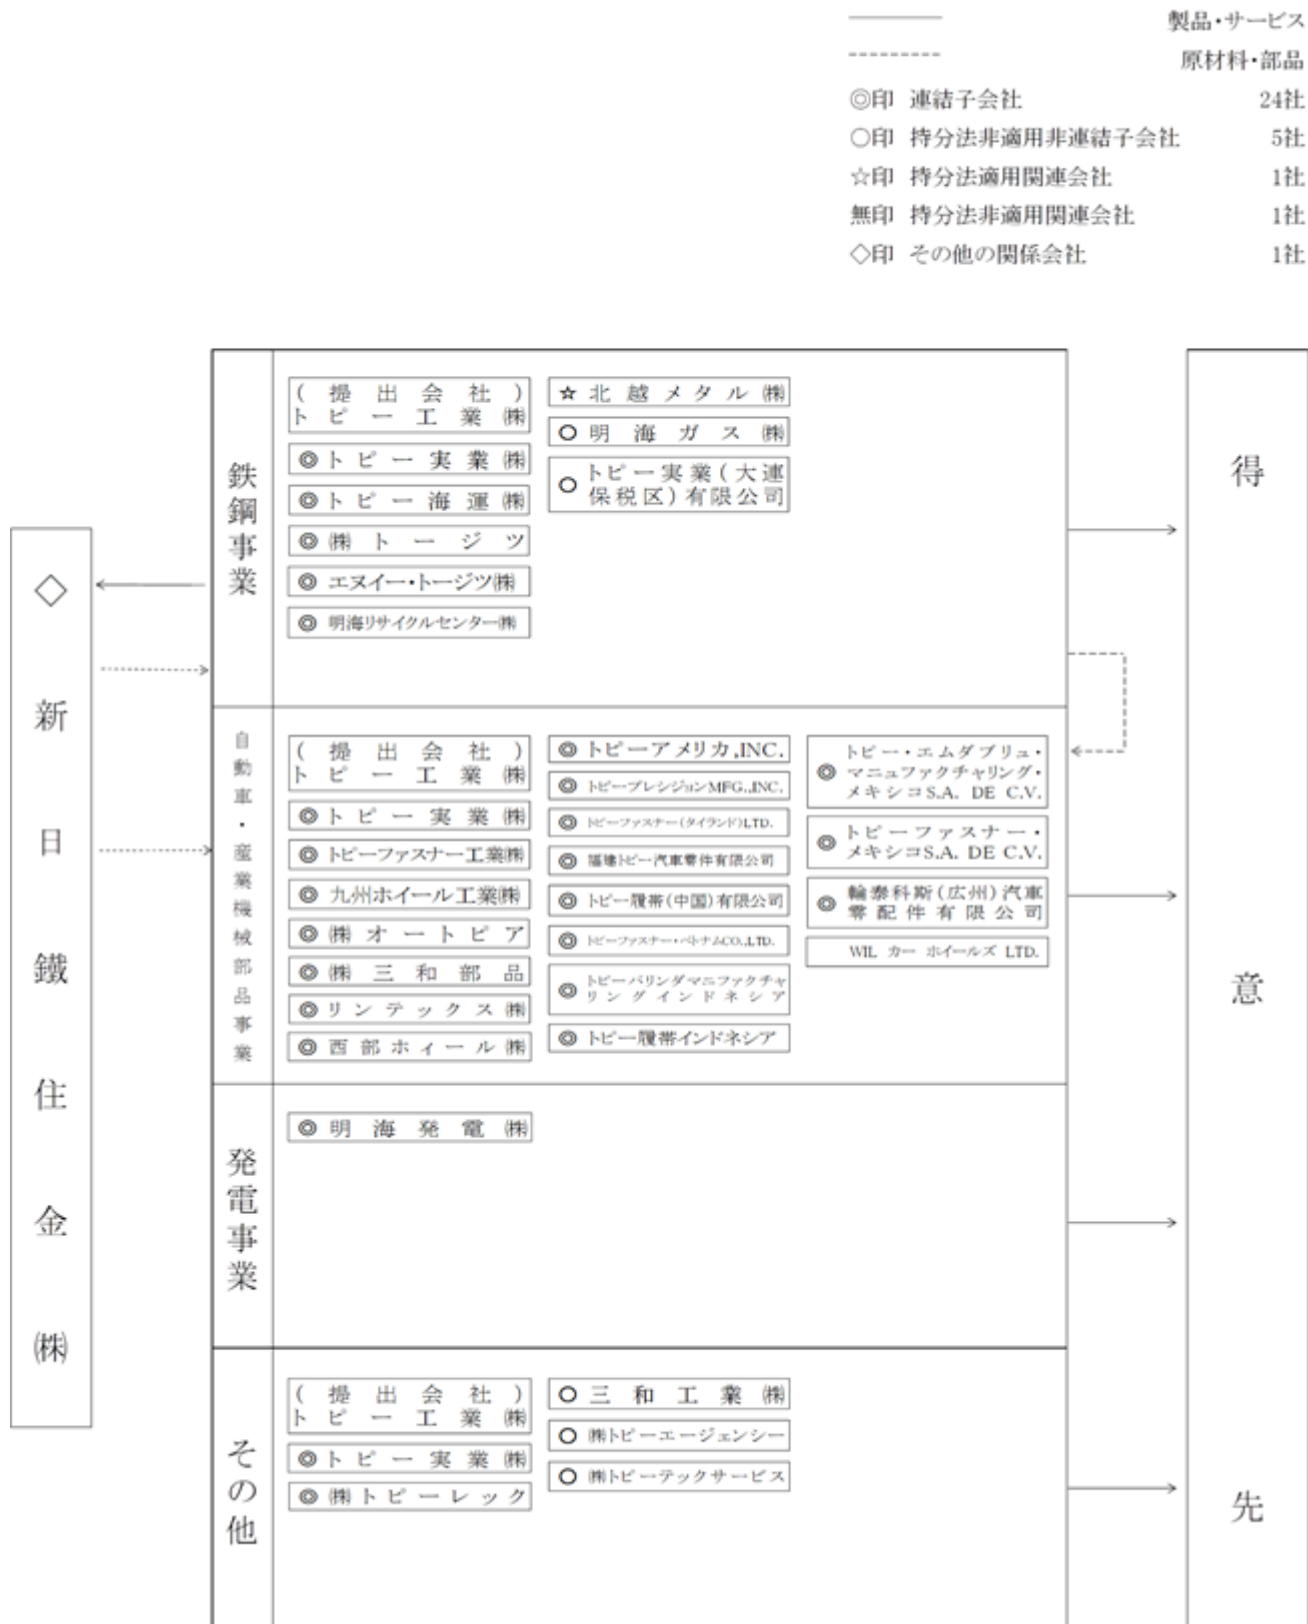 製品・サービス
原材料・部品
◎印 連結子会社 24社
○印 持分法非適用非連結子会社 5社
☆印 持分法適用関連会社 1社
無印 持分法非適用関連会社 1社
◇印 その他の関係会社 1社
◇新日鐵住金㈱
鉄鋼事業
(提出会社)
トピー工業㈱
◎トピー実業㈱
◎トピー海運㈱
◎㈱トージツ
◎エヌイー・トージツ㈱
◎明海リサイクルセンター㈱
☆北越メタル㈱
○明海ガス㈱
○トピー実業(大連
保税区)有限公司
自動車・産業機械部品事業
(提出会社)
トピー工業㈱
◎トピー実業㈱
◎トピーファスナー工業㈱
◎九州ホイール工業㈱
◎㈱オートピア
◎㈱三和部品
◎リンテックス㈱
◎西部ホイール㈱
◎トピーアメリカ,INC.
◎トピープレシジョンMFG.,INC.
◎トピーファスナー(タイランド)LTD.
◎福建トピー汽車零件有限公司
◎トピー履帯(中国)有限公司
◎トピーファスナー・ベトナムCO.,LTD.
◎トピーパリンダマニファクチャ
リングインドネシア
◎トピー履帯インドネシア
◎トピー・エムダブリュ・
マニュファクチャリング・
メキシコS.A. DE C.V.
◎トピーファスナー・
メキシコS.A. DE C.V.
◎輪泰科斯(広州)汽車
零配件有限公司
WIL カー ホイールズ LTD.
発電事業
◎明海発電㈱
その他
(提出会社)
トピー工業㈱
◎トピー実業㈱
◎㈱トピーレック
○三和工業㈱
○㈱トピーエージェンシー
○㈱トピーテックサービス
得意先